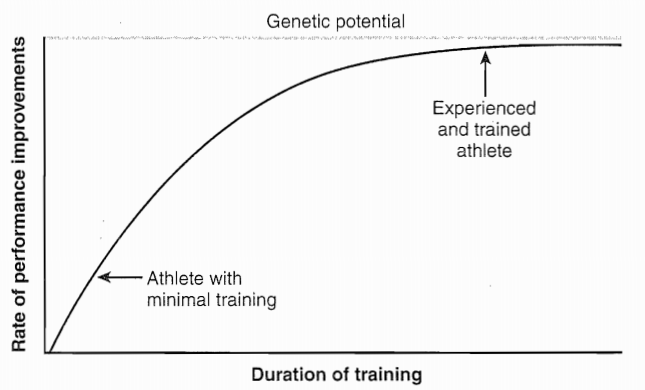 Genetic potential
Rate of performance improvements
Experienced
and trained
athlete
Athlete with
minimal training
Duration of training